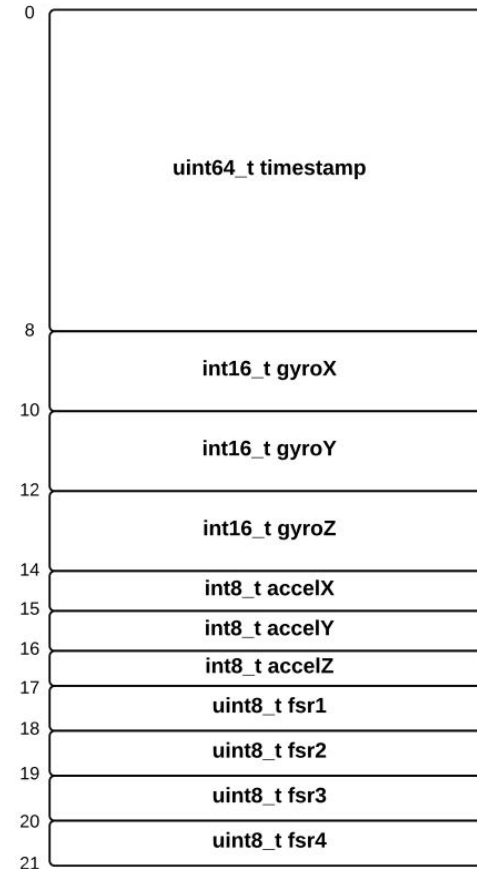 0
uint64_t timestamp
8
int16_t gyroX
10
int16_t gyroY
12
int16_t gyroZ
14
int8_t accelX
15
int8_t accelY
16
int8_t accelZ
17
uint8_t fsr1
18
uint8_t fsr2
19
uint8_t fsr3
20
uint8_t fsr4
21